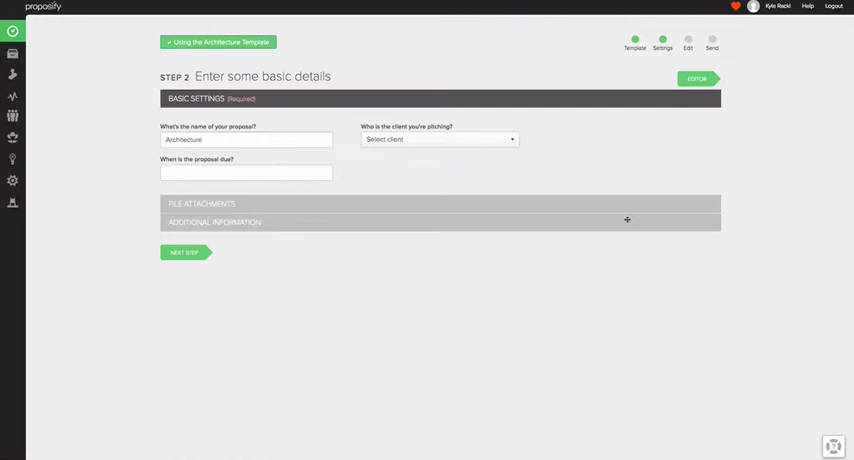 proposify
Kyle Racki Help Logout
✓ Using the Architecture Template
Template Settings Edit Send
STEP 2 Enter some basic details
EDITOR
BASIC SETTINGS (Required)
What's the name of your proposal? Who is the client you're pitching?
Architecture Select client
When is the proposal due?
FILE ATTACHMENTS
ADDITIONAL INFORMATION
NEXT STEP
?